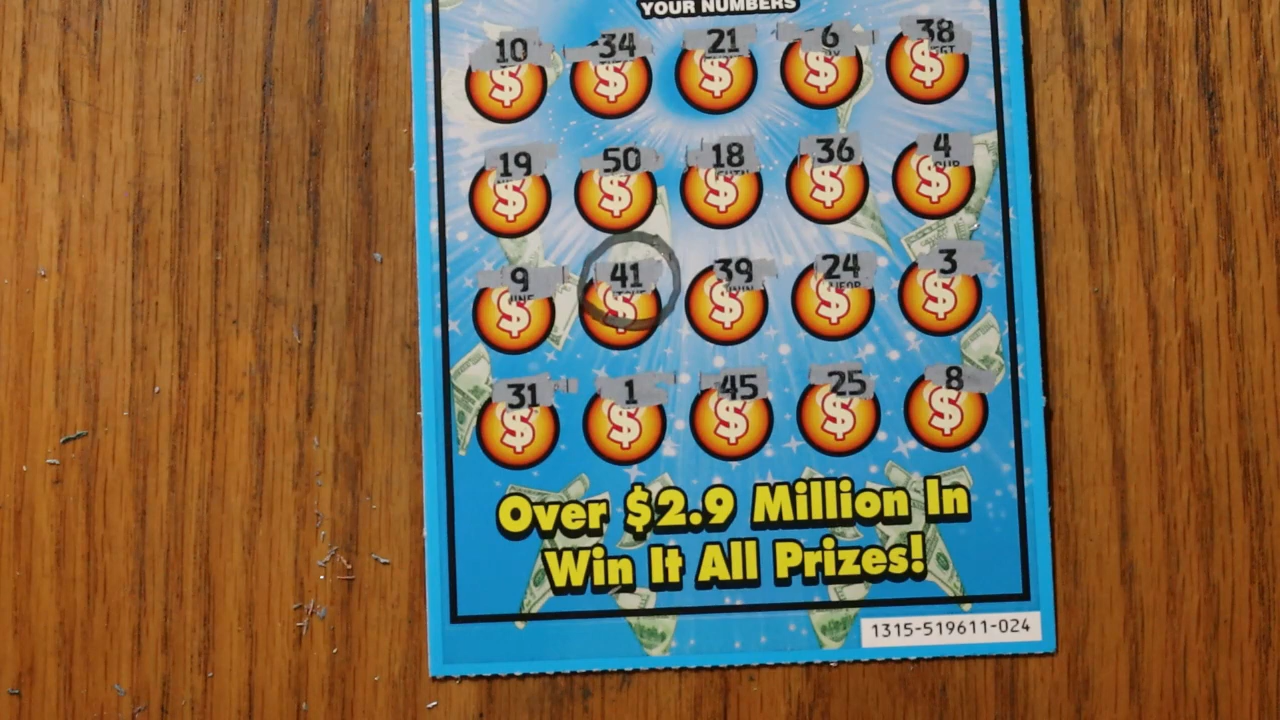 YOUR NUMBERS
10 34 21 6 38
19 50 18 36 4
9 41 39 24 3
31 1 45 25 8
Over $2.9 Million In
Win It All Prizes!
1315-519611-024